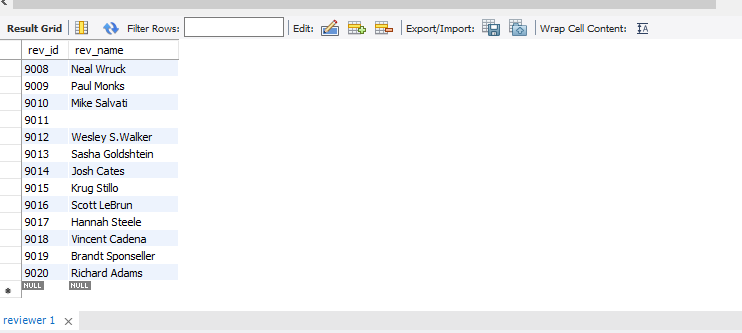 Result Grid Filter Rows: Edit: Export/Import: Wrap Cell Content: IA
rev_id rev_name
9008 Neal Wruck
9009 Paul Monks
9010 Mike Salvati
9011
9012 Wesley S.Walker
9013 Sasha Goldshtein
9014 Josh Cates
9015 Krug Stillo
9016 Scott LeBrun
9017 Hannah Steele
9018 Vincent Cadena
9019 Brandt Sponseller
9020 Richard Adams
NULL NULL
reviewer 1